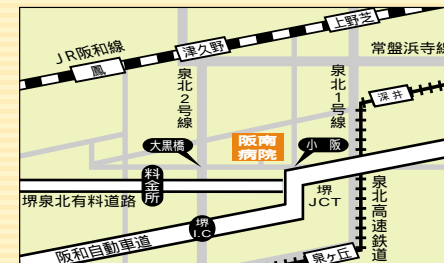 上野芝
JR阪和線
津久野
常盤浜寺線
鳳
泉北2号線
泉北1号線
深井
大黒橋
阪南
病院
小阪
料金所
堺泉北有料道路
堺
JCT
堺
I.C
泉北高速鉄道
阪和自動車道
泉ヶ丘